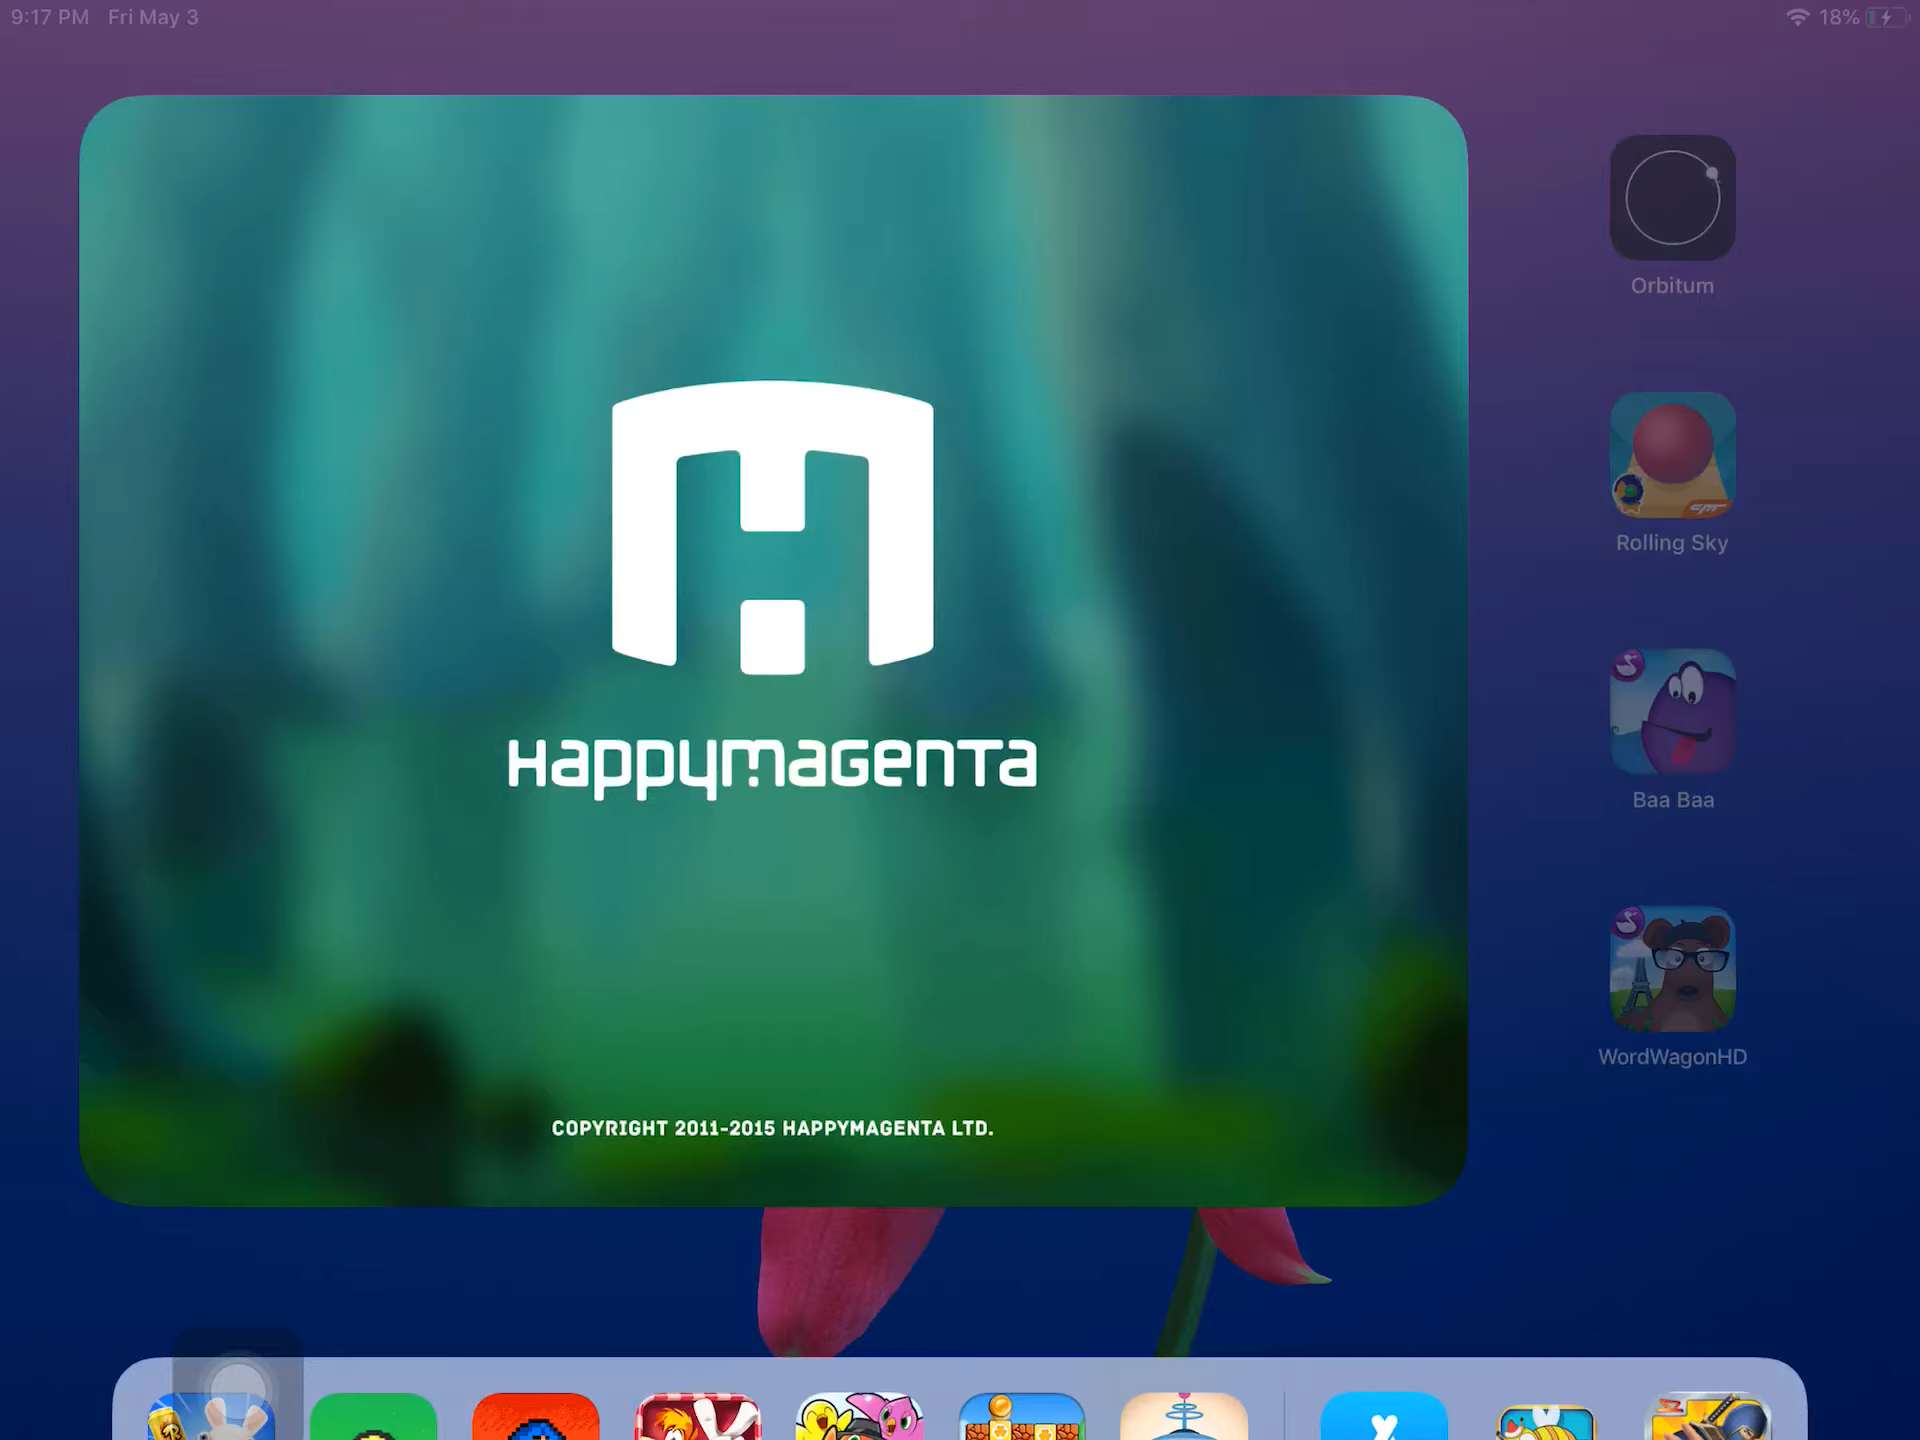 9:17 PM Fri May 3
18%
Orbitum
Rolling Sky
Baa Baa
WordWagonHD
Happymagenta
COPYRIGHT 2011-2015 HAPPYMAGENTA LTD.